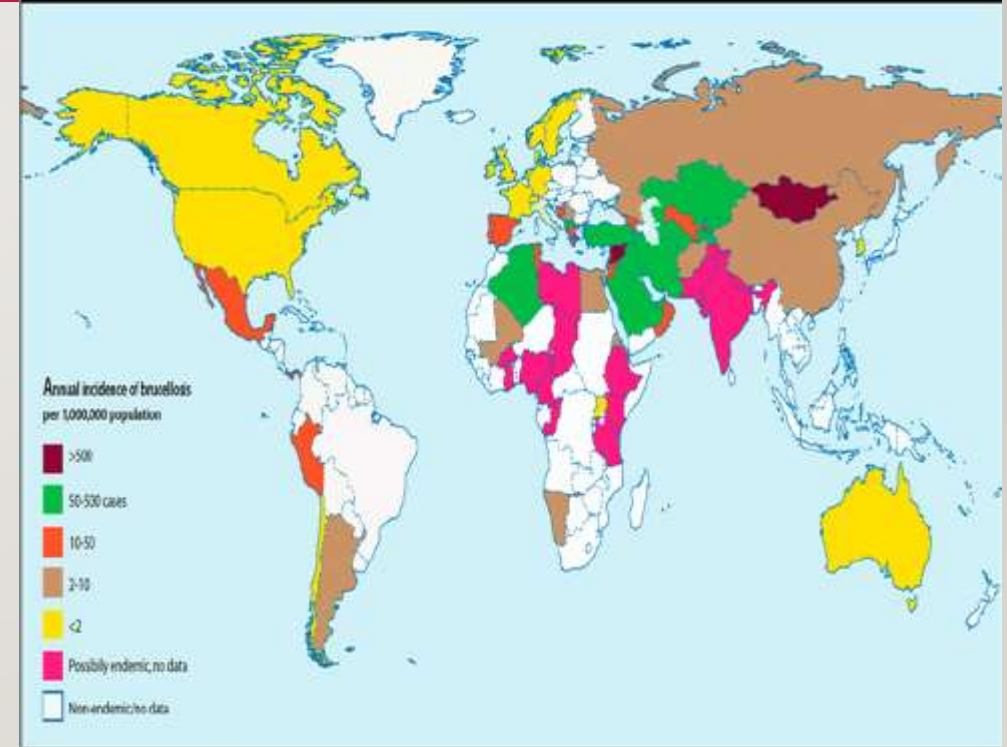 Annual incidence of brucellosis
per 1,000,000 population
>500
50-500 cases
10-50
2-10
<2
Possibily endemic, no data
Non-endemic/no data